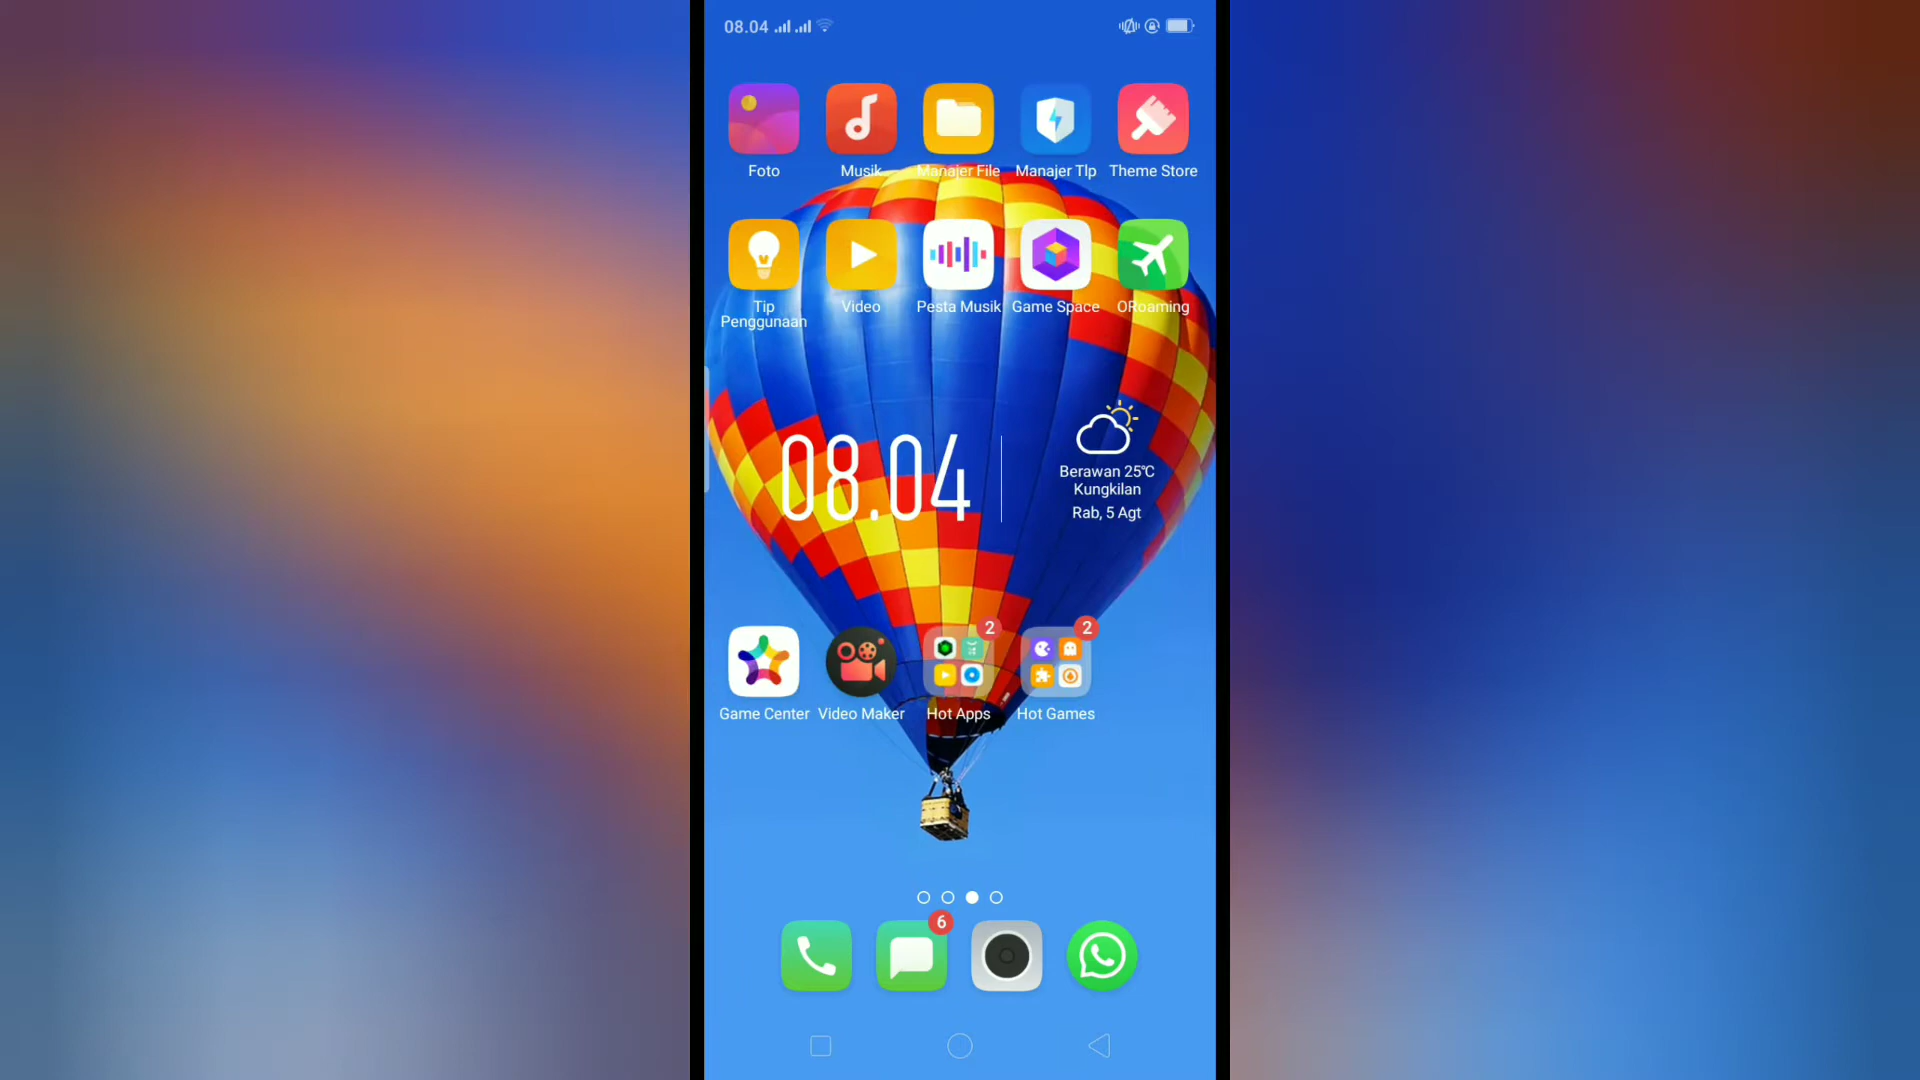 08.04
Foto
Musik
Manajer File
Manajer Tlp
Theme Store
Tip
Penggunaan
Video
Pesta Musik
Game Space
ORoaming
08.04
Berawan 25℃
Kungkilan
Rab, 5 Agt
2
2
Game Center
Video Maker
Hot Apps
Hot Games
6